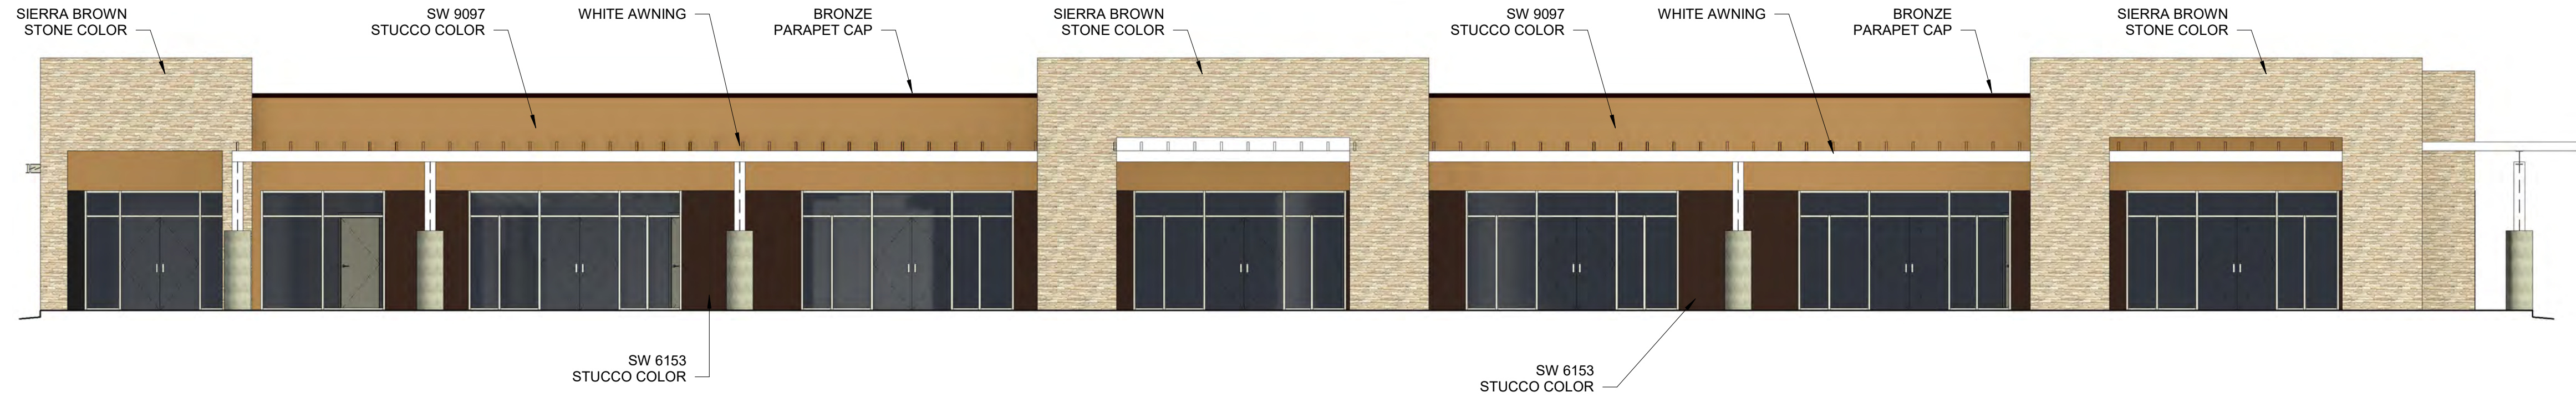 SIERRA BROWN
STONE COLOR
SW 9097
STUCCO COLOR
WHITE AWNING
BRONZE
PARAPET CAP
SIERRA BROWN
STONE COLOR
SW 9097
STUCCO COLOR
WHITE AWNING
BRONZE
PARAPET CAP
SIERRA BROWN
STONE COLOR
SW 6153
STUCCO COLOR
SW 6153
STUCCO COLOR